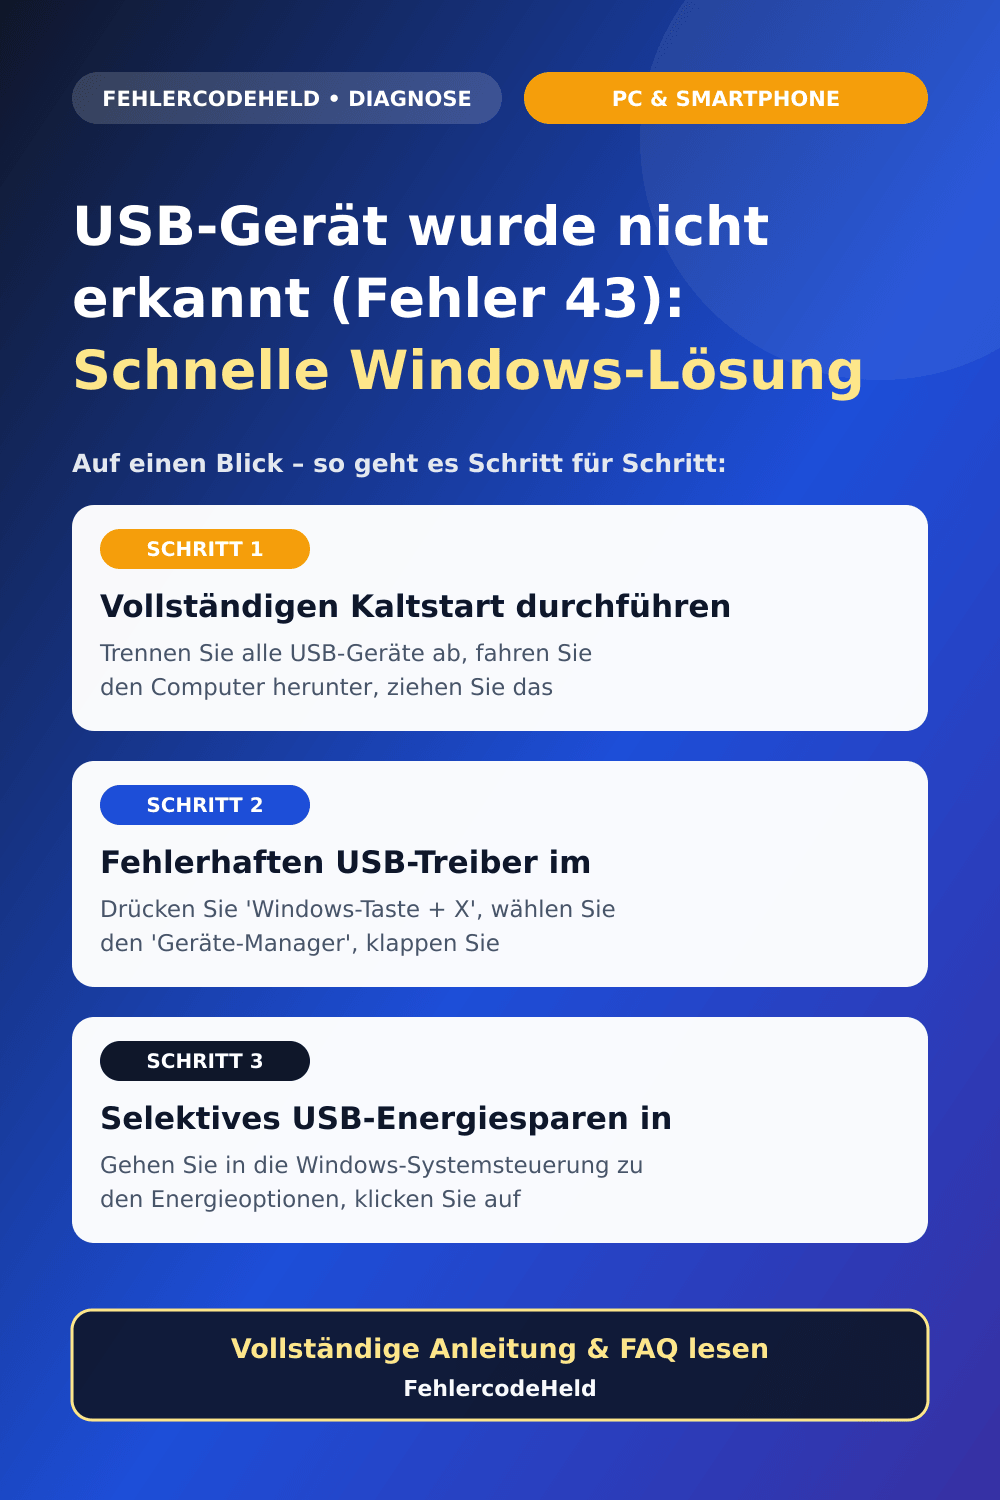 FEHLERCODEHELD • DIAGNOSE
PC & SMARTPHONE
USB-Gerät wurde nicht
erkannt (Fehler 43):
Schnelle Windows-Lösung
Auf einen Blick – so geht es Schritt für Schritt:
SCHRITT 1
Vollständigen Kaltstart durchführen
Trennen Sie alle USB-Geräte ab, fahren Sie
den Computer herunter, ziehen Sie das
SCHRITT 2
Fehlerhaften USB-Treiber im
Drücken Sie 'Windows-Taste + X', wählen Sie
den 'Geräte-Manager', klappen Sie
SCHRITT 3
Selektives USB-Energiesparen in
Gehen Sie in die Windows-Systemsteuerung zu
den Energieoptionen, klicken Sie auf
Vollständige Anleitung & FAQ lesen
FehlercodeHeld